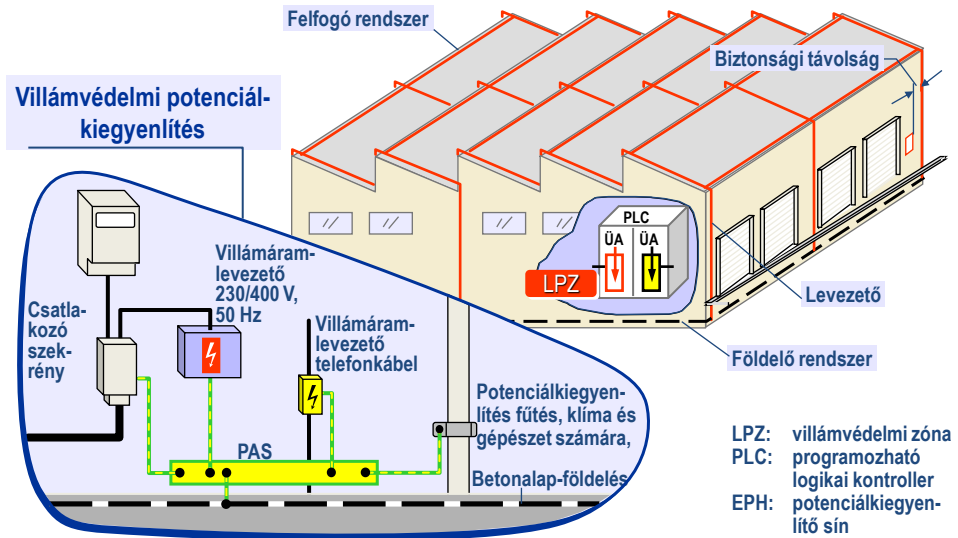 Felfogó rendszer
Biztonsági távolság
Villámvédelmi potenciál-
kiegyenlítés
PLC
ÜA ÜA
LPZ
Levezető
Földelő rendszer
Villáműáram-
levezető
230/400 V,
50 Hz
Csatla-
kozó
szek-
rény
Villámáram-
levezető
telefonkábel
Potenciálkiegyen-
lítés fűtés, klíma és
gépészet számára,
PAS
Betonalap-földelés
LPZ: villámvédelmi zóna
PLC: programozható
logikai kontroller
EPH: potenciálkiegyen-
lítő sín